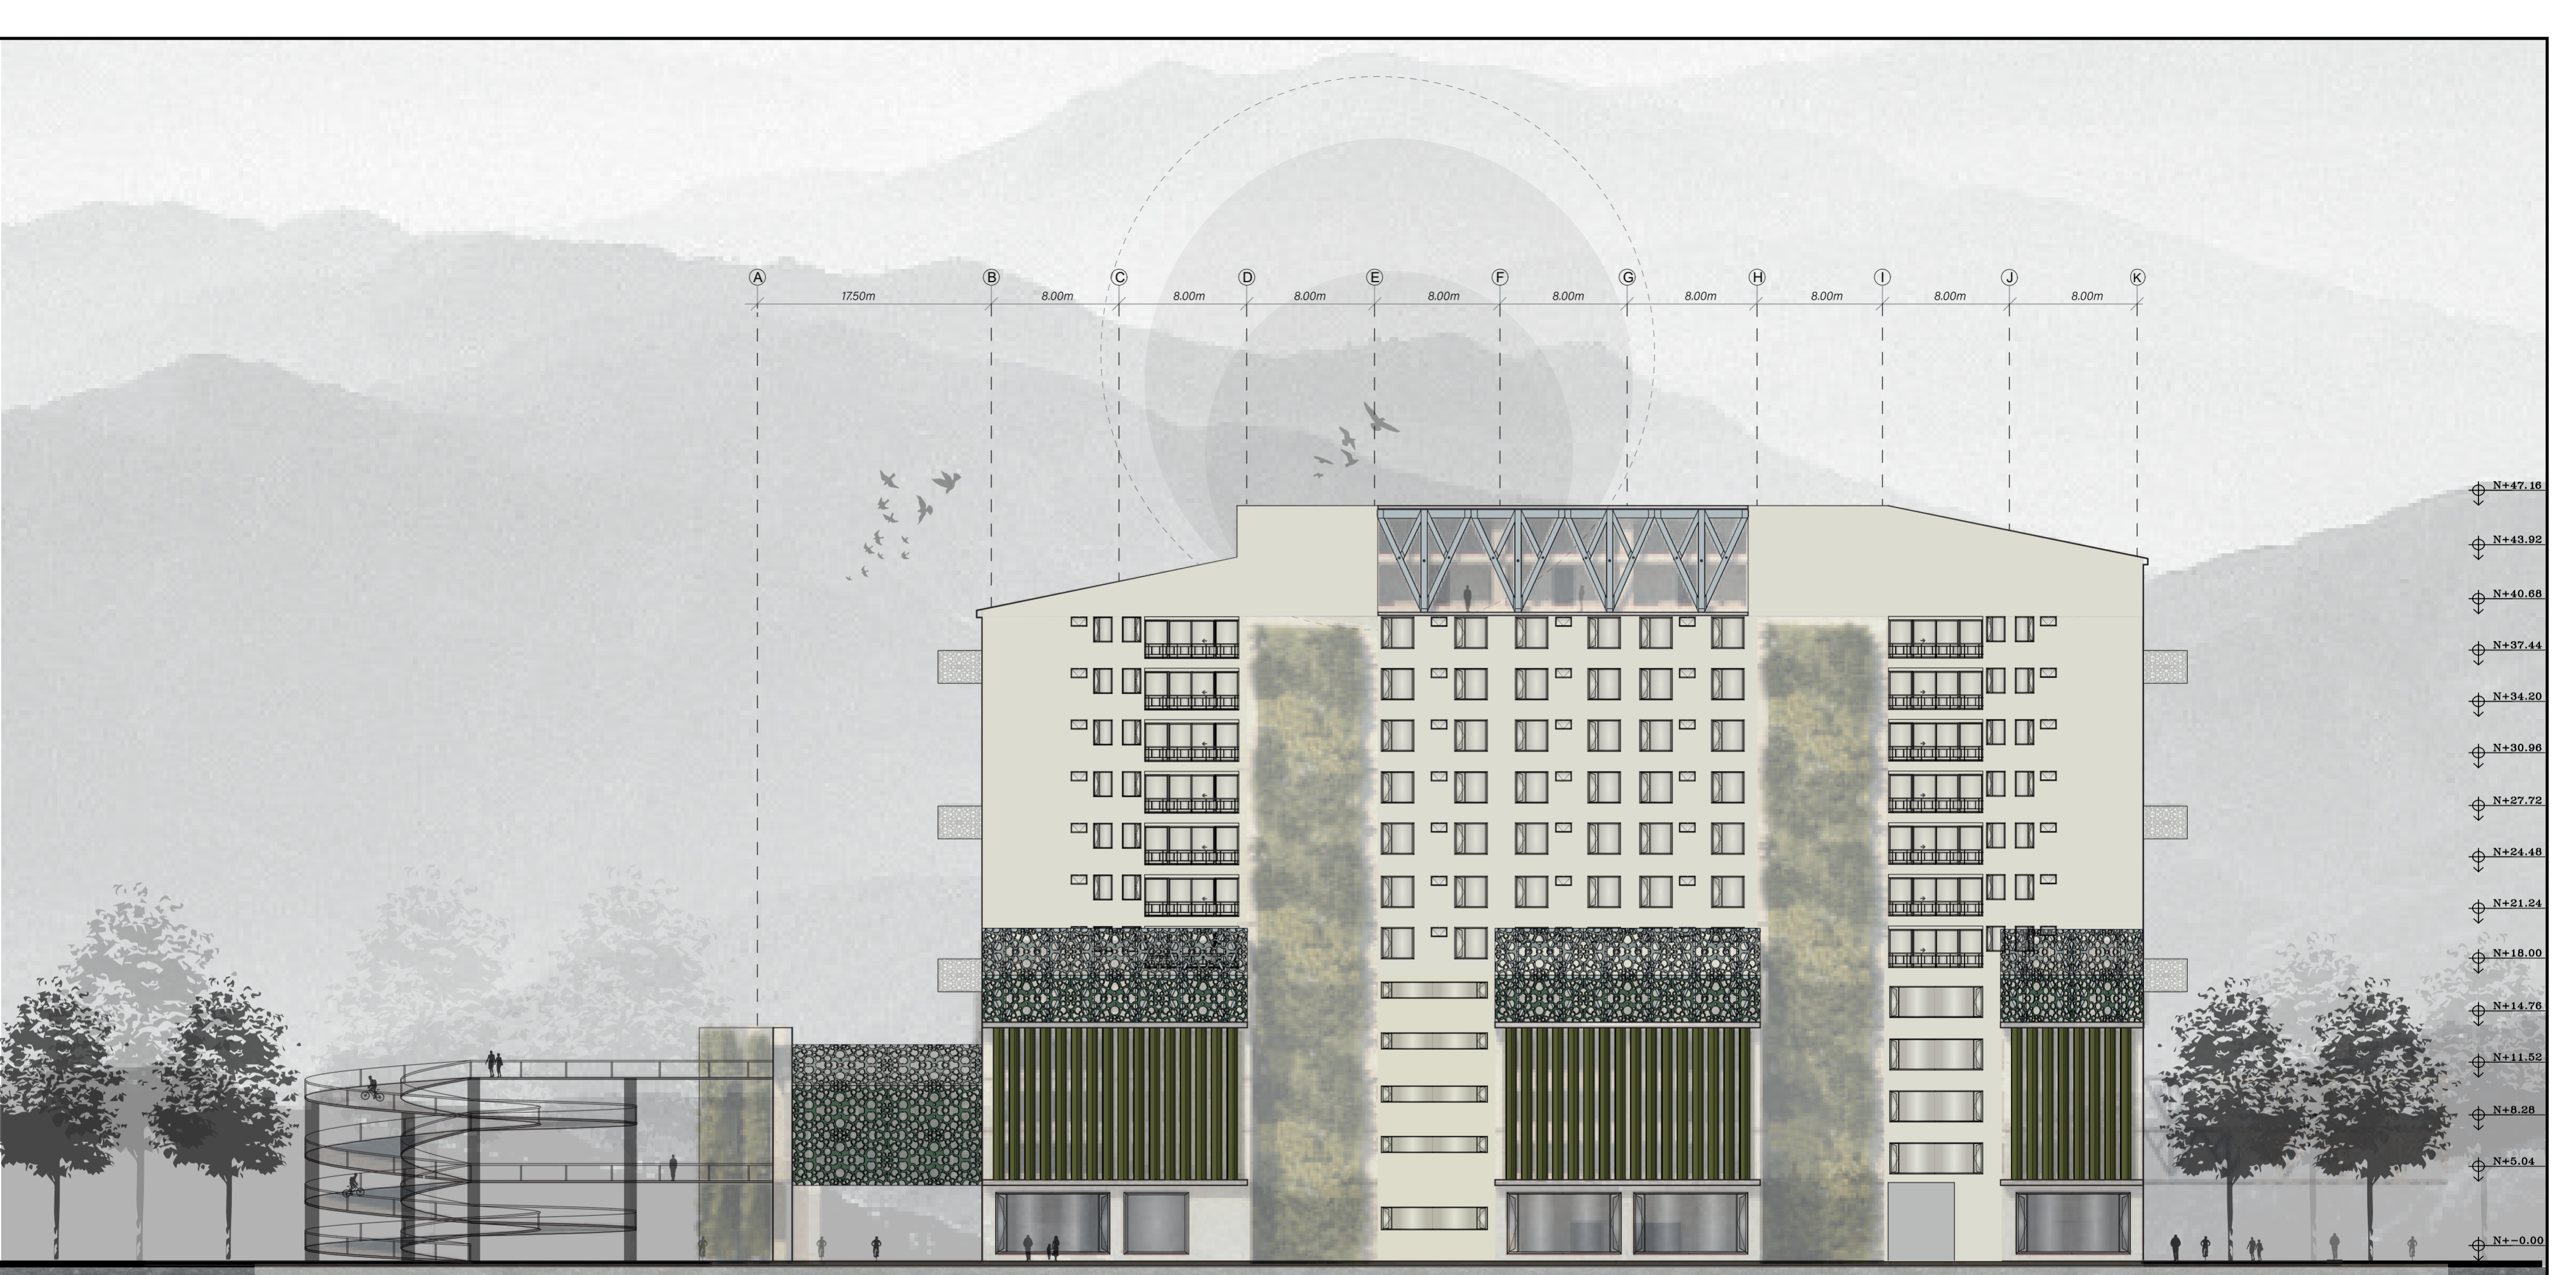 A B C D E F G H I J K
17.50m 8.00m 8.00m 8.00m 8.00m 8.00m 8.00m 8.00m 8.00m 8.00m
N+47.16
N+43.92
N+40.68
N+37.44
N+34.20
N+30.96
N+27.72
N+24.48
N+21.24
N+18.00
N+14.76
N+11.52
N+8.28
N+5.04
N+-0.00